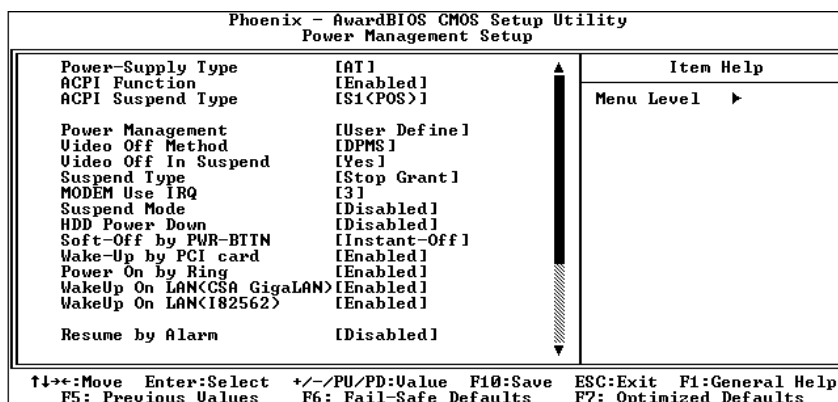 Phoenix - AwardBIOS CMOS Setup Utility
Power Management Setup
Power-Supply Type [AT]
ACPI Function [Enabled]
ACPI Suspend Type [S1(POS)]
Power Management [User Define]
Video Off Method [DPMS]
Video Off In Suspend [Yes]
Suspend Type [Stop Grant]
MODEM Use IRQ [3]
Suspend Mode [Disabled]
HDD Power Down [Disabled]
Soft-Off by PWR-BTTN [Instant-Off]
Wake-Up by PCI card [Enabled]
Power On by Ring [Enabled]
WakeUp On LAN(CSA GigaLAN)[Enabled]
WakeUp On LAN(I82562) [Enabled]
Resume by Alarm [Disabled]
Item Help
Menu Level ►
↑↓→←:Move Enter:Select +/-/PU/PD:Value F10:Save ESC:Exit F1:General Help
F5: Previous Values F6: Fail-Safe Defaults F7: Optimized Defaults